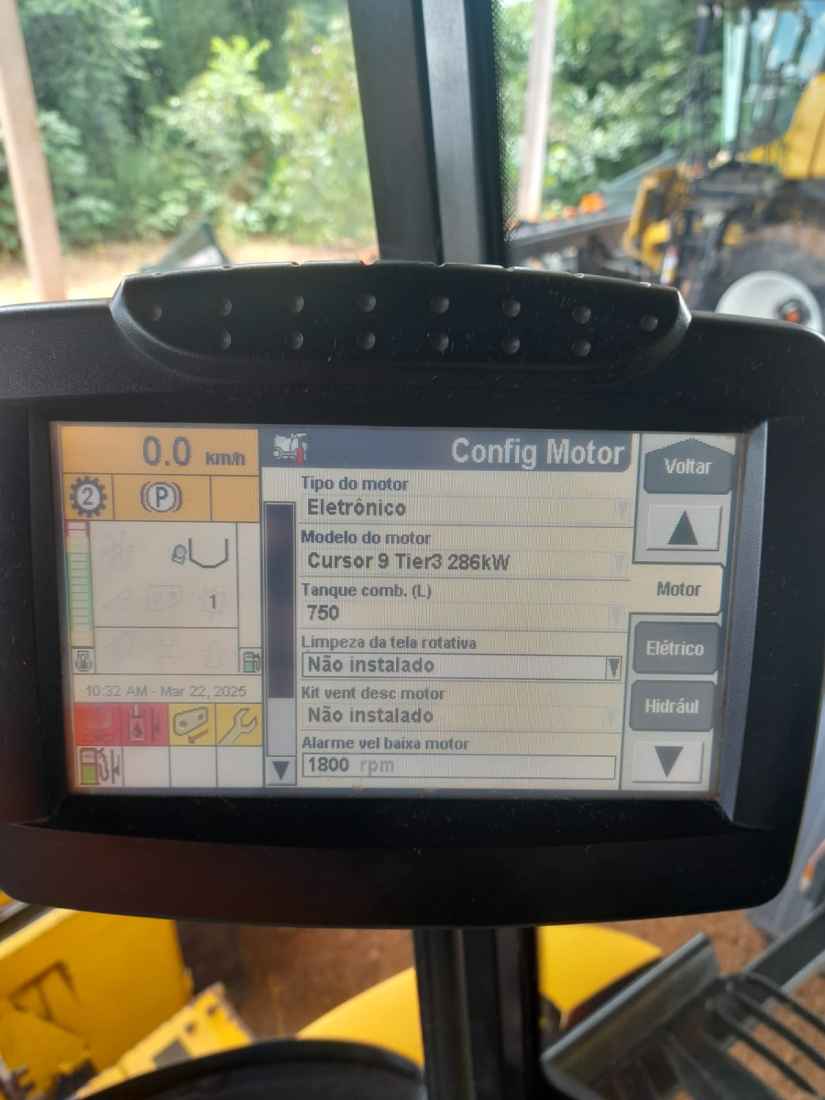 0.0 km/h
2
P
1
10:32 AM - Mar 22, 2025
Config Motor
Tipo do motor
Eletrônico
Modelo do motor
Cursor 9 Tier3 286kW
Tanque comb. (L)
750
Limpeza da tela rotativa
Não instalado
Kit vent desc motor
Não instalado
Alarme vel baixa motor
1800 rpm
Voltar
Motor
Elétrico
Hidrául